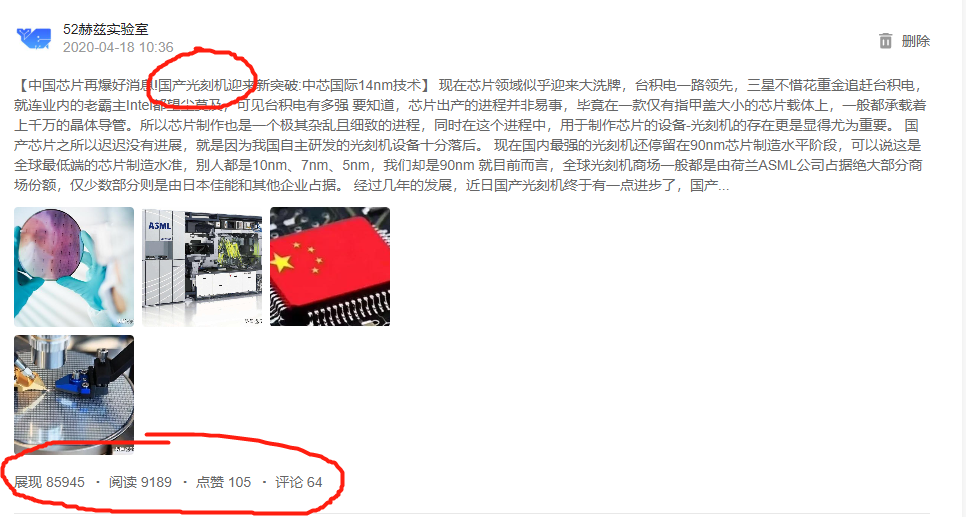 52赫兹实验室
2020-04-18 10:36
删除
【中国芯片再爆好消息!国产光刻机迎来新突破:中芯国际14nm技术】 现在芯片领域似乎迎来大洗牌，台积电一路领先，三星不惜花重金追赶台积电，
就连业内的老霸主Intel都望尘莫及，可见台积电有多强 要知道，芯片出产的进程并非易事，毕竟在一款仅有指甲盖大小的芯片载体上，一般都承载着
上千万的晶体导管。所以芯片制作也是一个极其杂乱且细致的进程，同时在这个进程中，用于制作芯片的设备-光刻机的存在更是显得尤为重要。 国
产芯片之所以迟迟没有进展，就是因为我国自主研发的光刻机设备十分落后。 现在国内最强的光刻机还停留在90nm芯片制造水平阶段，可以说这是
全球最低端的芯片制造水准，别人都是10nm、7nm、5nm，我们却是90nm 就目前而言，全球光刻机商场一般都是由荷兰ASML公司占据绝大部分商
场份额，仅少数部分则是由日本佳能和其他企业占据。 经过几年的发展，近日国产光刻机终于有一点进步了，国产...
ASML
展现 85945 · 阅读 9189 · 点赞 105 · 评论 64